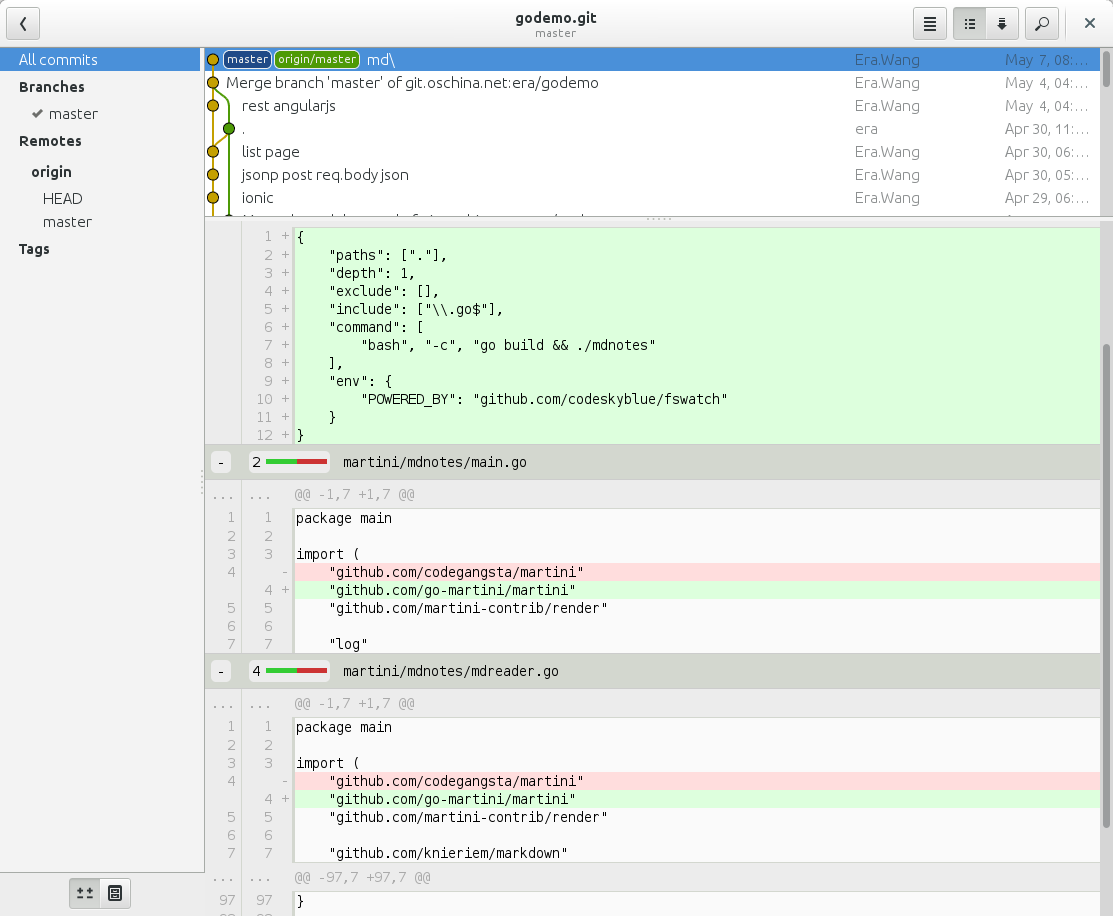 godemo.git
master
All commits
Branches
master
Remotes
origin
HEAD
master
Tags
master origin/master md\ Era.Wang May 7, 08:…
Merge branch 'master' of git.oschina.net:era/godemo Era.Wang May 4, 04:…
rest angularjs Era.Wang May 4, 04:…
. era Apr 30, 11:…
list page Era.Wang Apr 30, 06:…
jsonp post req.body json Era.Wang Apr 30, 05:…
ionic Era.Wang Apr 29, 06:…
1 + {
2 + "paths": ["."],
3 + "depth": 1,
4 + "exclude": [],
5 + "include": ["\\.go$"],
6 + "command": [
7 + "bash", "-c", "go build && ./mdnotes"
8 + ],
9 + "env": {
10 + "POWERED_BY": "github.com/codeskyblue/fswatch"
11 + }
12 + }
- 2 martini/mdnotes/main.go
... ... @@ -1,7 +1,7 @@
1 1 package main
2 2
3 3 import (
4 - "github.com/codegangsta/martini"
4 + "github.com/go-martini/martini"
5 5 "github.com/martini-contrib/render"
6 6
7 7 "log"
- 4 martini/mdnotes/mdreader.go
... ... @@ -1,7 +1,7 @@
1 1 package main
2 2
3 3 import (
4 - "github.com/codegangsta/martini"
4 + "github.com/go-martini/martini"
5 5 "github.com/martini-contrib/render"
6 6
7 7 "github.com/knieriem/markdown"
... ... @@ -97,7 +97,7 @@
97 97 }